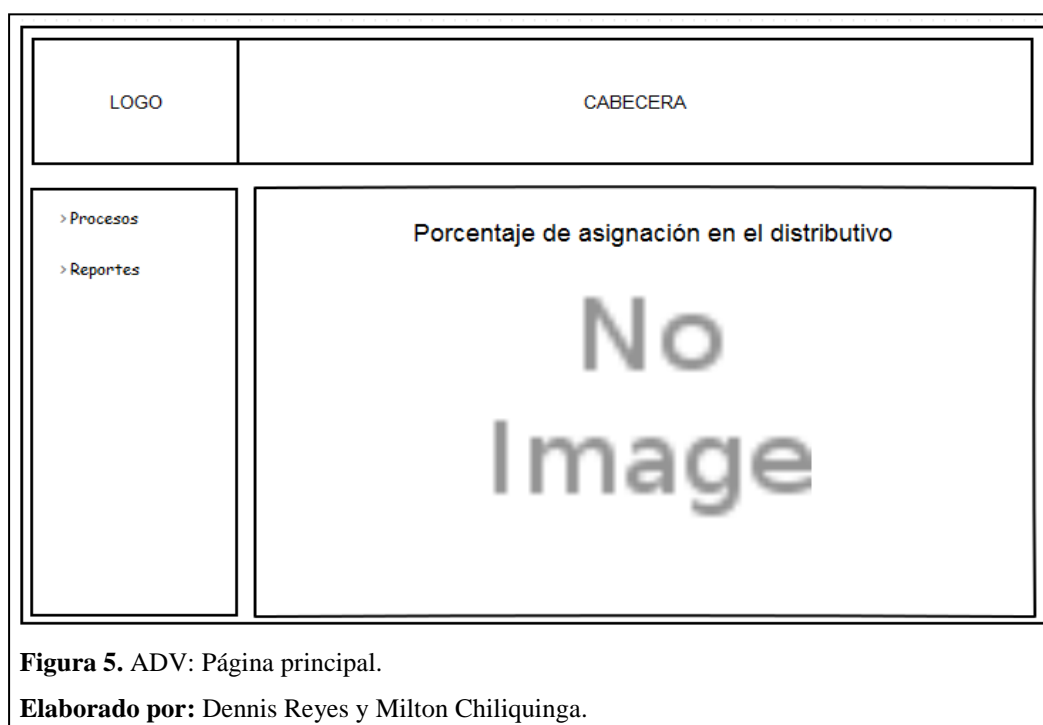 LOGO
CABECERA
>Procesos
>Reportes
Porcentaje de asignación en el distributivo
No
Image
Figura 5. ADV: Página principal.
Elaborado por: Dennis Reyes y Milton Chiliquinga.